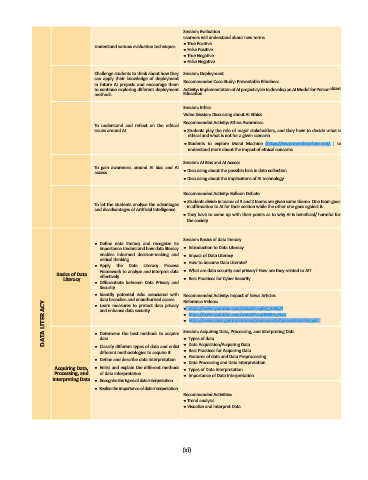 Session: Evaluation
Learners will understand about new terms
● True Positive
● False Positive
● True Negative
● False Negative
Understand various evaluation techniques.
Challenge students to think about how they
can apply their knowledge of deployment
in future AI projects and encourage them
to continue exploring different deployment
methods.
Session: Deployment
Recommended Case Study: Preventable Blindness
Activity: Implementation of AI project cycle to develop an AI Model for Personalized
Education
To understand and reflect on the ethical
issues around AI
Session: Ethics
Video Session: Discussing about AI Ethics
Recommended Activity: Ethics Awareness:
● Students play the role of major stakeholders, and they have to decide what is
ethical and what is not for a given scenario
● Students to explore Moral Machine
understand more about the impact of ethical concerns
To gain awareness around AI bias and AI
access
Session: AI Bias and AI Access
● Discussing about the possible bias in data collection
● Discussing about the implications of AI technology
To let the students analyse the advantages
and disadvantages of Artificial Intelligence
Recommended Activity: Balloon Debate
● Students divide in teams of 3 and 2 teams are given same theme. One team goes
in affirmation to AI for their section while the other one goes against it
● They have to come up with their points as to why AI is beneficial/ harmful for
the society
DATA LITERACY
Basics of Data
Literacy
● Define data literacy and recognize its
importance Understand how data literacy
enables informed decision-making and
critical thinking
● Apply the Data Literacy Process
Framework to analyze and interpret data
effectively
● Differentiate between Data Privacy and
Security
● Identify potential risks associated with
data breaches and unauthorized access
● Learn measures to protect data privacy
and enhance data security
Session: Basics of data literacy
● Introduction to Data Literacy
● Impact of Data Literacy
● How to become Data Literate?
● What are data security and privacy? How are they related to AI?
● Best Practices for Cyber Security
Recommended Activity: Impact of News Articles
Reference Videos:
Acquiring Data,
Processing, and
Interpreting Data
● Determine the best methods to acquire
data
● Classify different types of data and enlist
different methodologies to acquire it
● Define and describe data interpretation
● Enlist and explain the different methods
of data interpretation
● Recognize the types of data interpretation
● Realize the importance of data interpretation
Session: Acquiring Data, Processing, and Interpreting Data
● Types of data
● Data Acquisition/Acquiring Data
● Best Practices for Acquiring Data
● Features of data and Data Preprocessing
● Data Processing and Data Interpretation
● Types of Data Interpretation
● Importance of Data Interpretation
Recommended Activities:
● Trend analysis
● Visualize and Interpret Data
(xi)